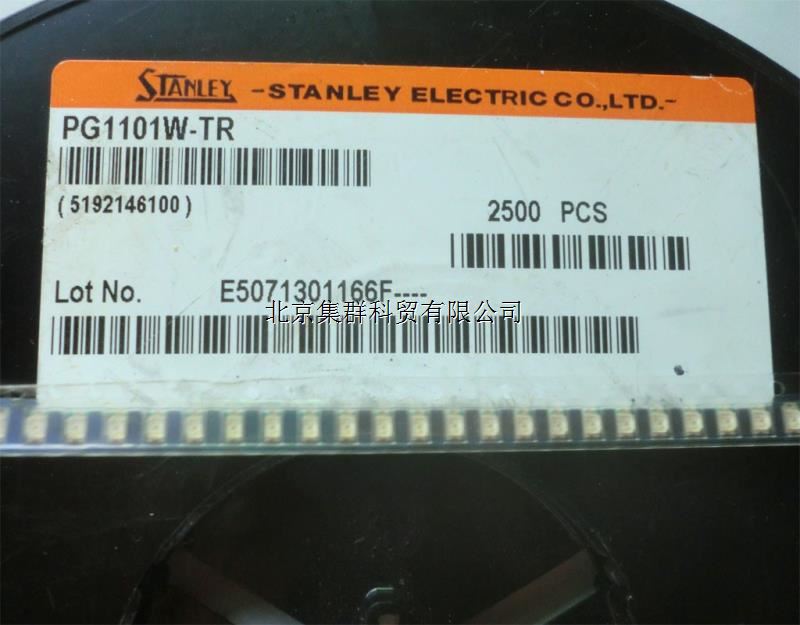 STANLEY -STANLEY ELECTRIC CO.,LTD.-
PG1101W-TR
( 5192146100 )
2500 PCS
Lot No. E5071301166F----
北京集群科贸有限公司